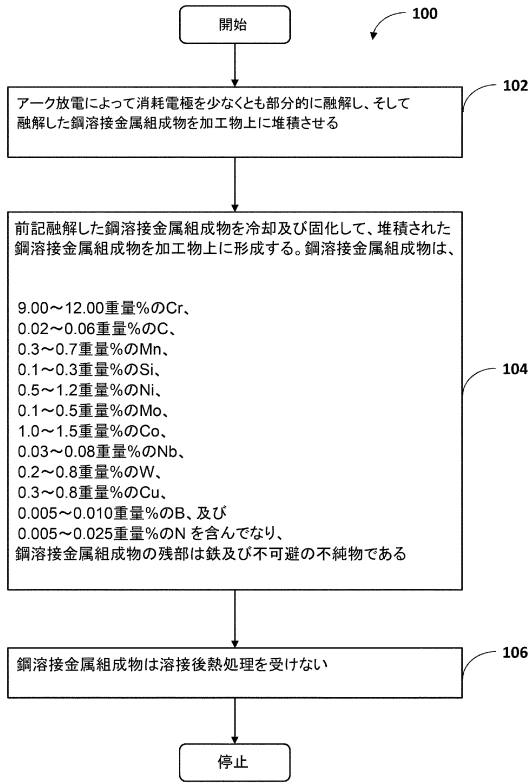 開始
100
102
アーク放電によって消耗電極を少なくとも部分的に融解し、そして
融解した鋼溶接金属組成物を加工物上に堆積させる
前記融解した鋼溶接金属組成物を冷却及び固化して、堆積された
鋼溶接金属組成物を加工物上に形成する。鋼溶接金属組成物は、
9.00～12.00重量%のCr、
0.02～0.06重量%のC、
0.3～0.7重量%のMn、
0.1～0.3重量%のSi、
0.5～1.2重量%のNi、
0.1～0.5重量%のMo、
1.0～1.5重量%のCo、
0.03～0.08重量%のNb、
0.2～0.8重量%のW、
0.3～0.8重量%のCu、
0.005～0.010重量%のB、及び
0.005～0.025重量%のN を含んでなり、
鋼溶接金属組成物の残部は鉄及び不可避の不純物である
104
鋼溶接金属組成物は溶接後熱処理を受けない
106
停止